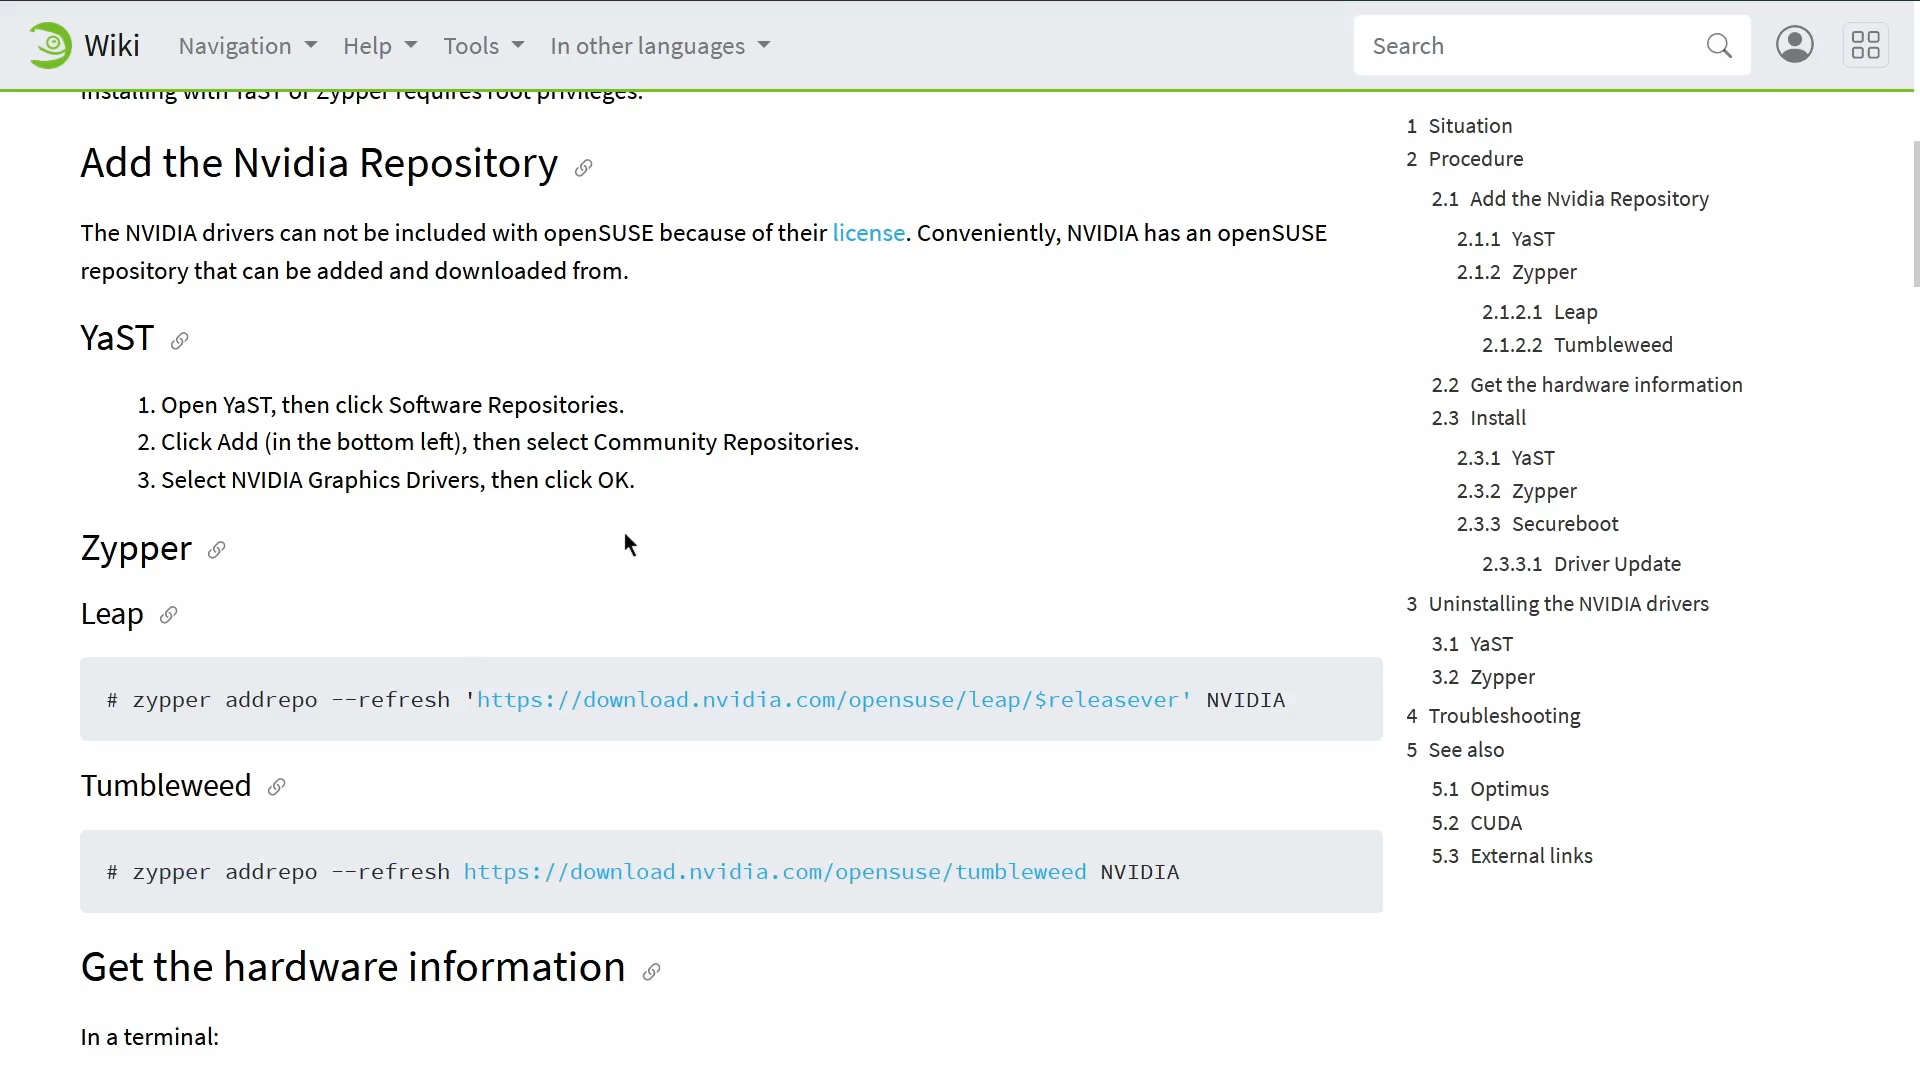 Wiki
Navigation
Help
Tools
In other languages
Search
Installing with YaST or Zypper requires root privileges.
Add the Nvidia Repository
The NVIDIA drivers can not be included with openSUSE because of their license. Conveniently, NVIDIA has an openSUSE
repository that can be added and downloaded from.
YaST
1. Open YaST, then click Software Repositories.
2. Click Add (in the bottom left), then select Community Repositories.
3. Select NVIDIA Graphics Drivers, then click OK.
Zypper
Leap
# zypper addrepo --refresh 'https://download.nvidia.com/opensuse/leap/$releasever' NVIDIA
Tumbleweed
# zypper addrepo --refresh https://download.nvidia.com/opensuse/tumbleweed NVIDIA
Get the hardware information
In a terminal:
1 Situation
2 Procedure
2.1 Add the Nvidia Repository
2.1.1 YaST
2.1.2 Zypper
2.1.2.1 Leap
2.1.2.2 Tumbleweed
2.2 Get the hardware information
2.3 Install
2.3.1 YaST
2.3.2 Zypper
2.3.3 Secureboot
2.3.3.1 Driver Update
3 Uninstalling the NVIDIA drivers
3.1 YaST
3.2 Zypper
4 Troubleshooting
5 See also
5.1 Optimus
5.2 CUDA
5.3 External links